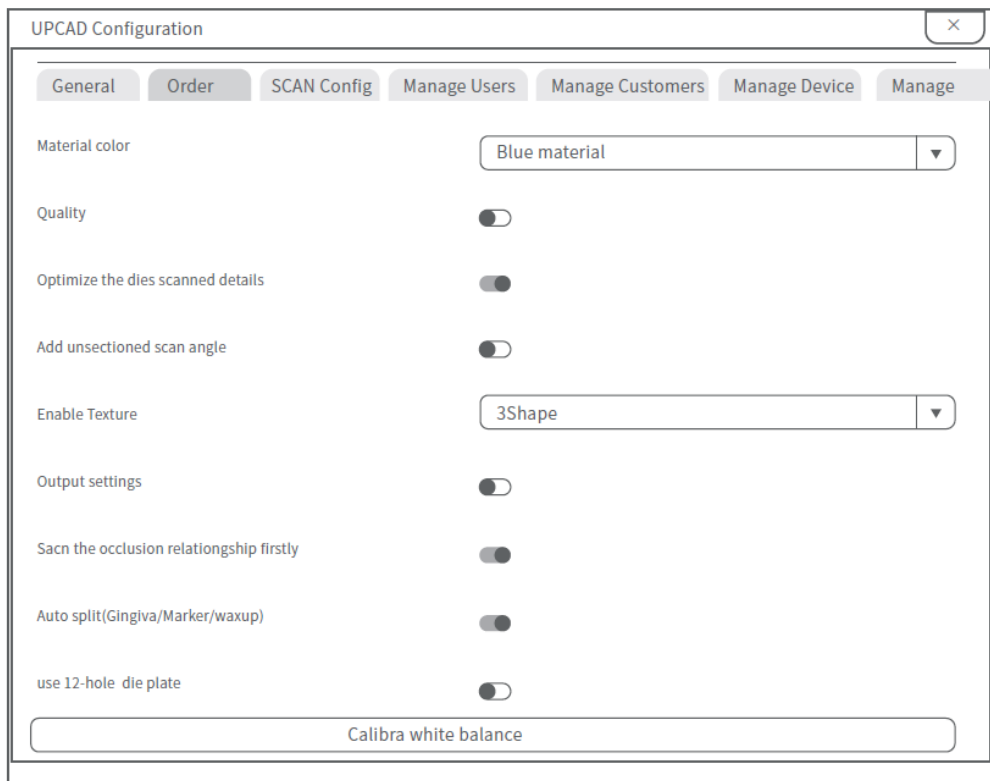 UPCAD Configuration
General Order SCAN Config Manage Users Manage Customers Manage Device Manage
Material color Blue material
Quality
Optimize the dies scanned details
Add unsectioned scan angle
Enable Texture 3Shape
Output settings
Sacn the occlusion relationgship firstly
Auto split(Gingiva/Marker/waxup)
use 12-hole die plate
Calibra white balance